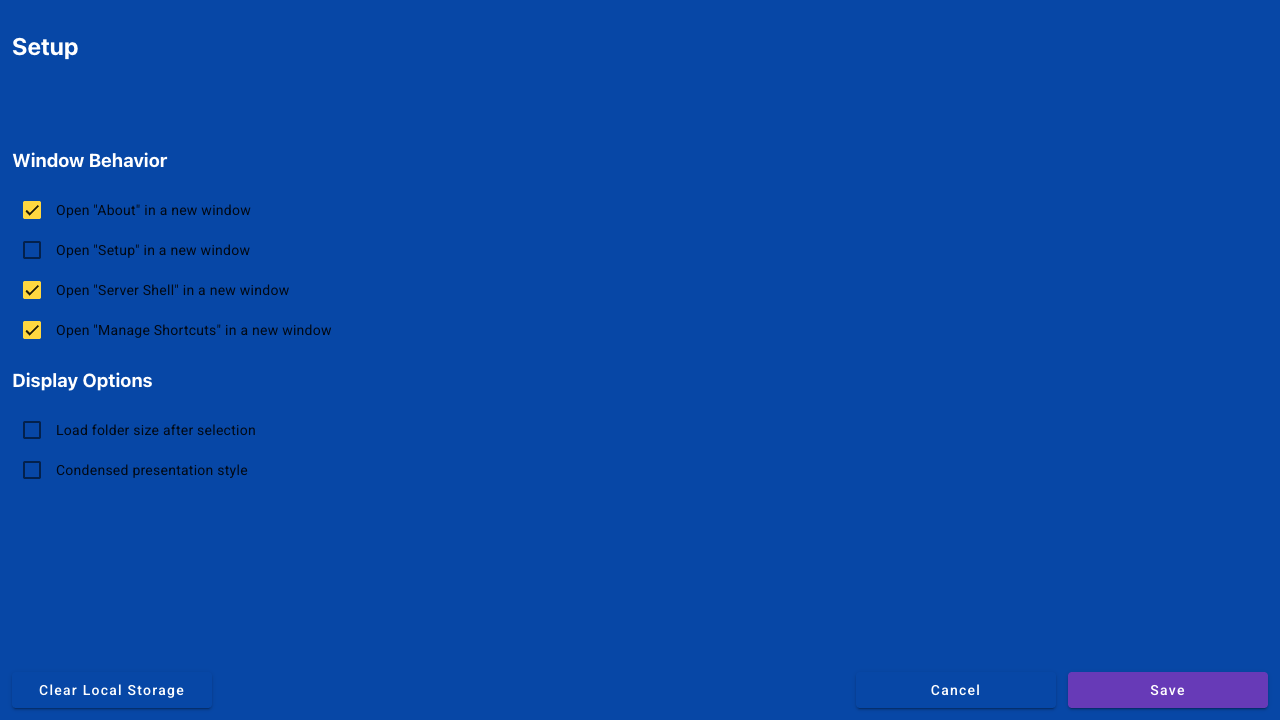 Setup
Window Behavior
Open "About" in a new window
Open "Setup" in a new window
Open "Server Shell" in a new window
Open "Manage Shortcuts" in a new window
Display Options
Load folder size after selection
Condensed presentation style
Clear Local Storage
Cancel
Save